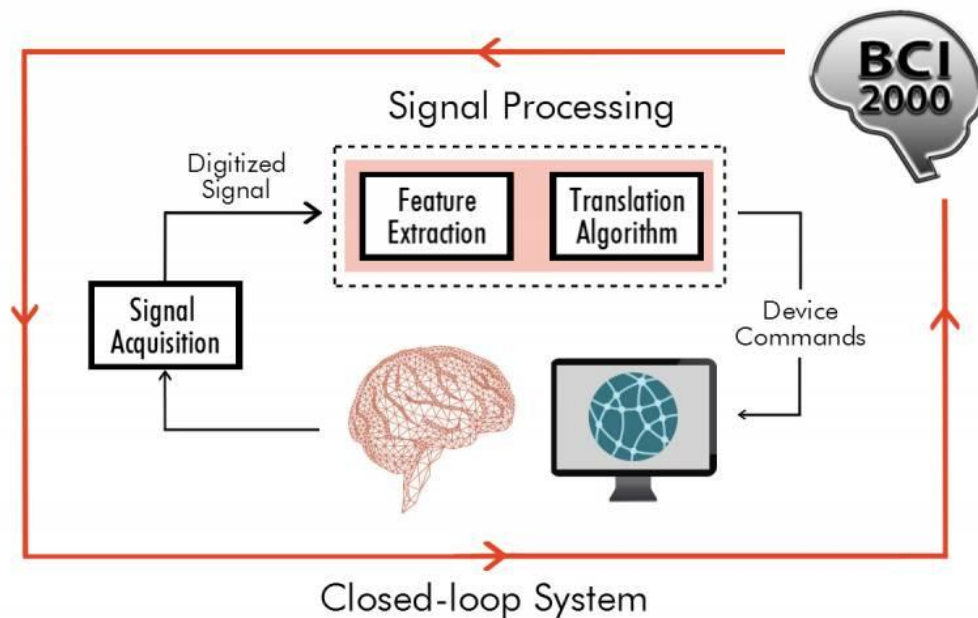 BCI
2000
Signal Processing
Digitized
Signal
Feature
Extraction
Translation
Algorithm
Signal
Acquisition
Device
Commands
Closed-loop System